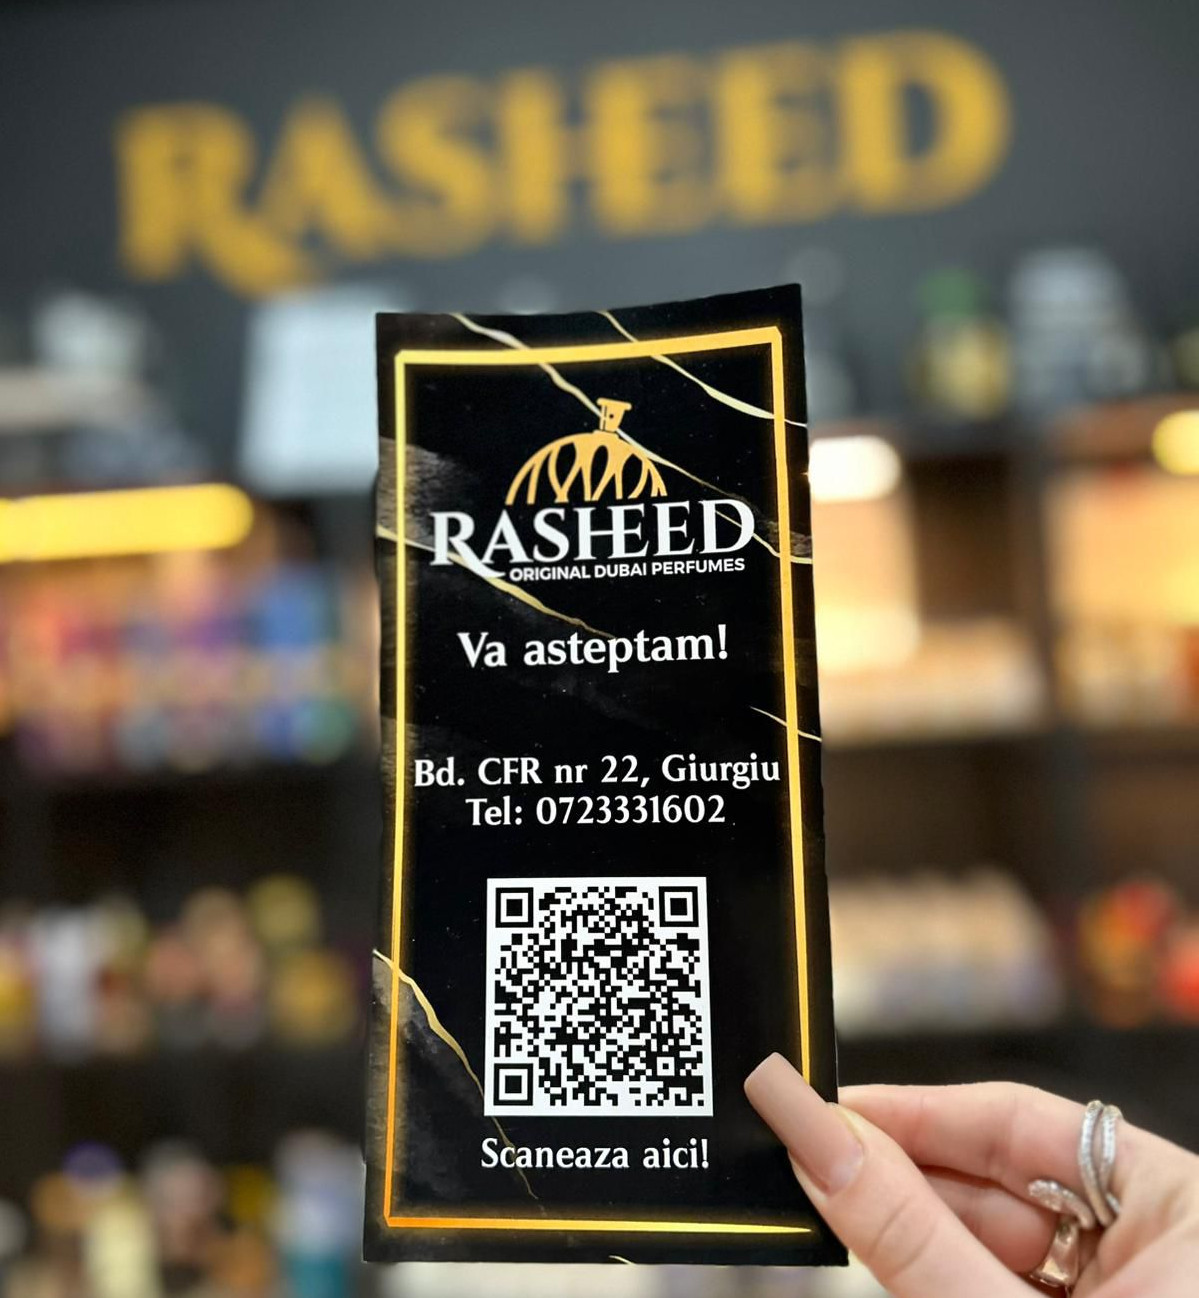 RASHEED
RASHEED
ORIGINAL DUBAI PERFUMES
Va asteptam!
Bd. CFR nr 22, Giurgiu
Tel: 0723331602
Scaneaza aici!